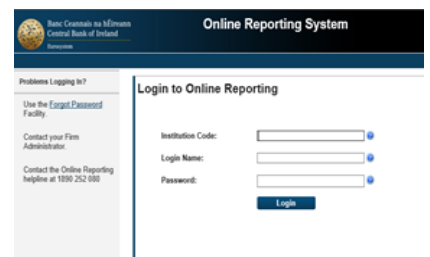 Banc Ceannais na hÉireann
Central Bank of Ireland
Eurosystem
Online Reporting System
Problems Logging In?
Use the Forgot Password
Facility.
Contact your Firm
Administrator.
Contact the Online Reporting
helpline at 1890 252 080
Login to Online Reporting
Institution Code:
Login Name:
Password:
Login